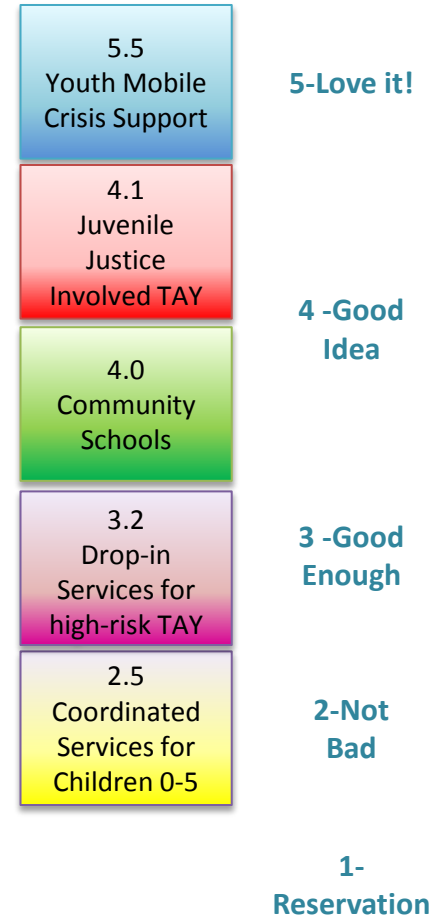 5.5
Youth Mobile
Crisis Support
5-Love it!
4.1
Juvenile
Justice
Involved TAY
4 -Good
Idea
4.0
Community
Schools
3.2
Drop-in
Services for
high-risk TAY
3 -Good
Enough
2.5
Coordinated
Services for
Children 0-5
2-Not
Bad
1-
Reservation